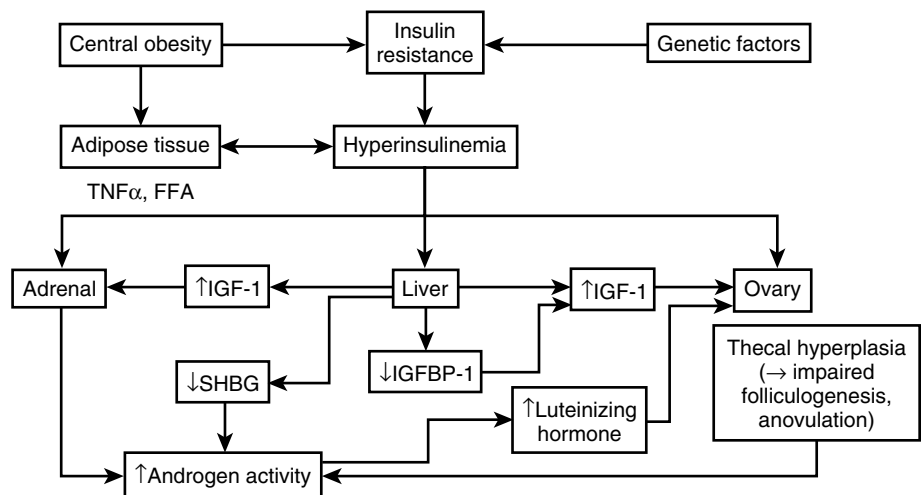 Central obesity
Insulin
resistance
Genetic factors
Adipose tissue
Hyperinsulinemia
TNFα, FFA
Adrenal
↑IGF-1
Liver
↑IGF-1
Ovary
↓SHBG
↓IGFBP-1
↑Luteinizing
hormone
Thecal hyperplasia
(→ impaired
folliculogenesis,
anovulation)
↑Androgen activity